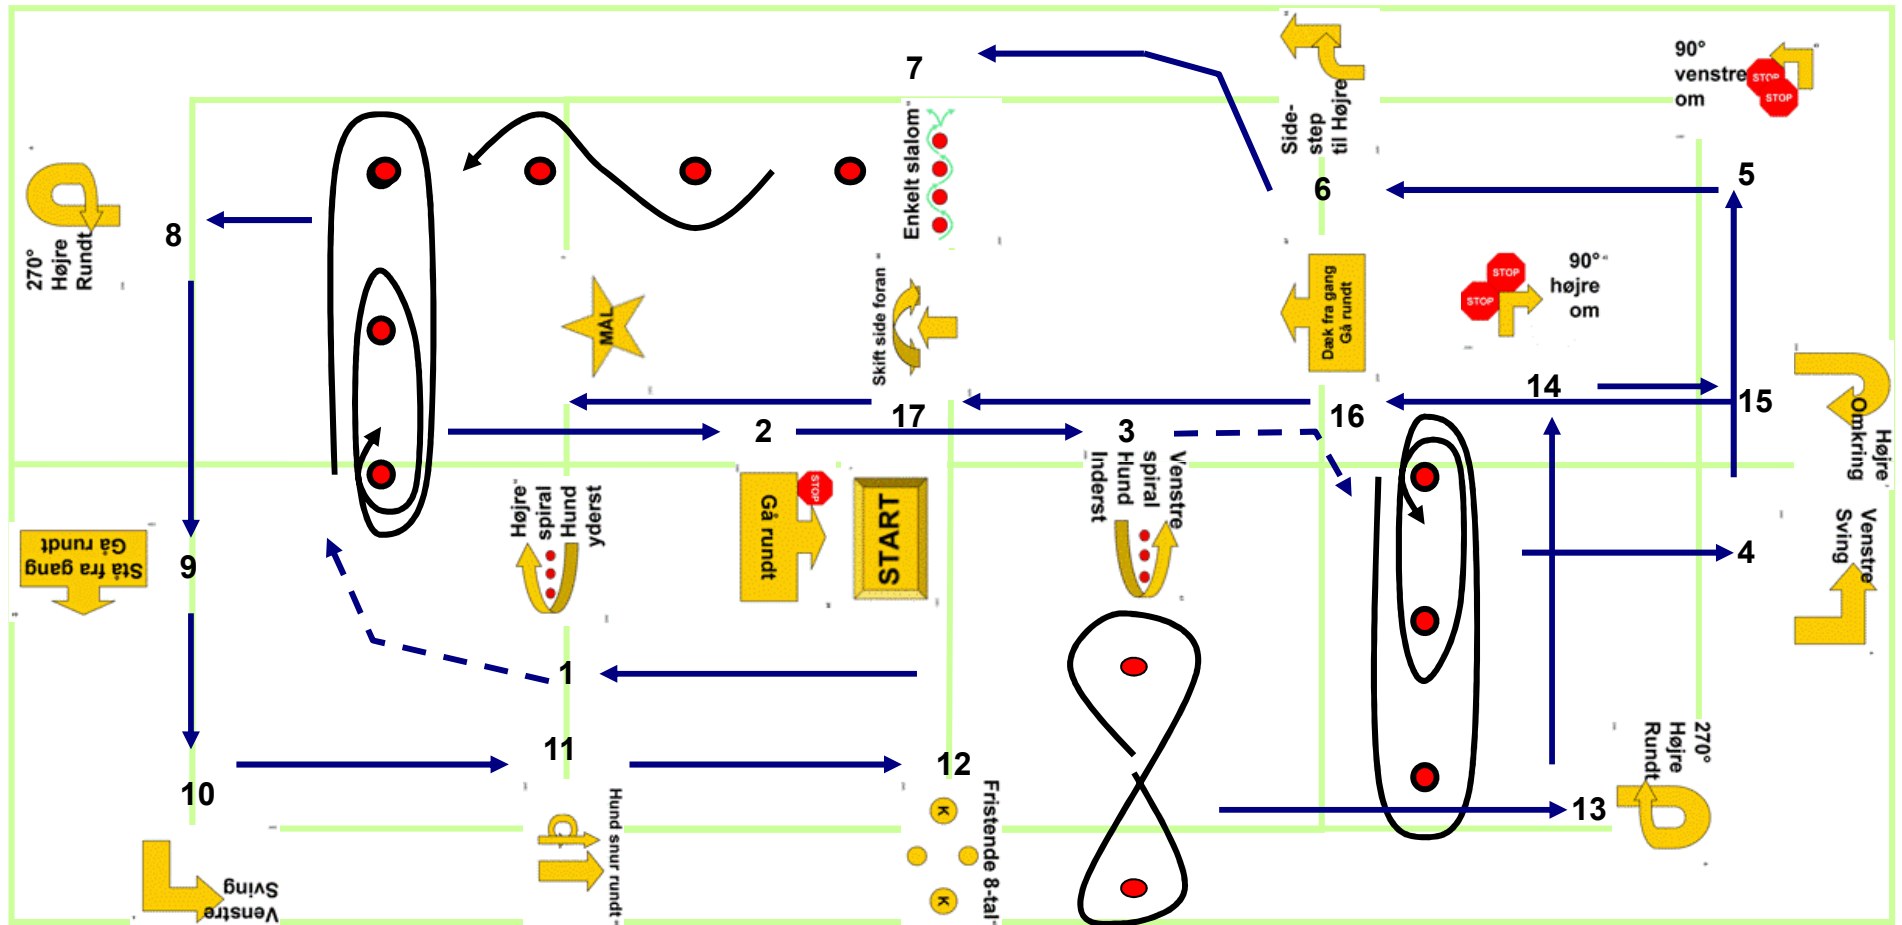 7
Enkelt slalom
Side-
step
til Højre
90°
venstre
om
STOP
STOP
5
6
8
270°
Højre
Rundt
MÅL
Skift side foran
Dæk fra gang
Gå rundt
STOP
STOP
90°
højre
om
14
15
16
17
2
3
Højre
Omkring
Højre
spiral
Hund
yderst
Gå rundt
STOP
START
Venstre
spiral
Hund
Inderst
4
Venstre
Sving
Stå fra gang
Gå rundt
9
1
11
12
10
13
270°
Højre
Rundt
Venstre
Sving
Hund snur rundt
K
K
Fristende 8-tal